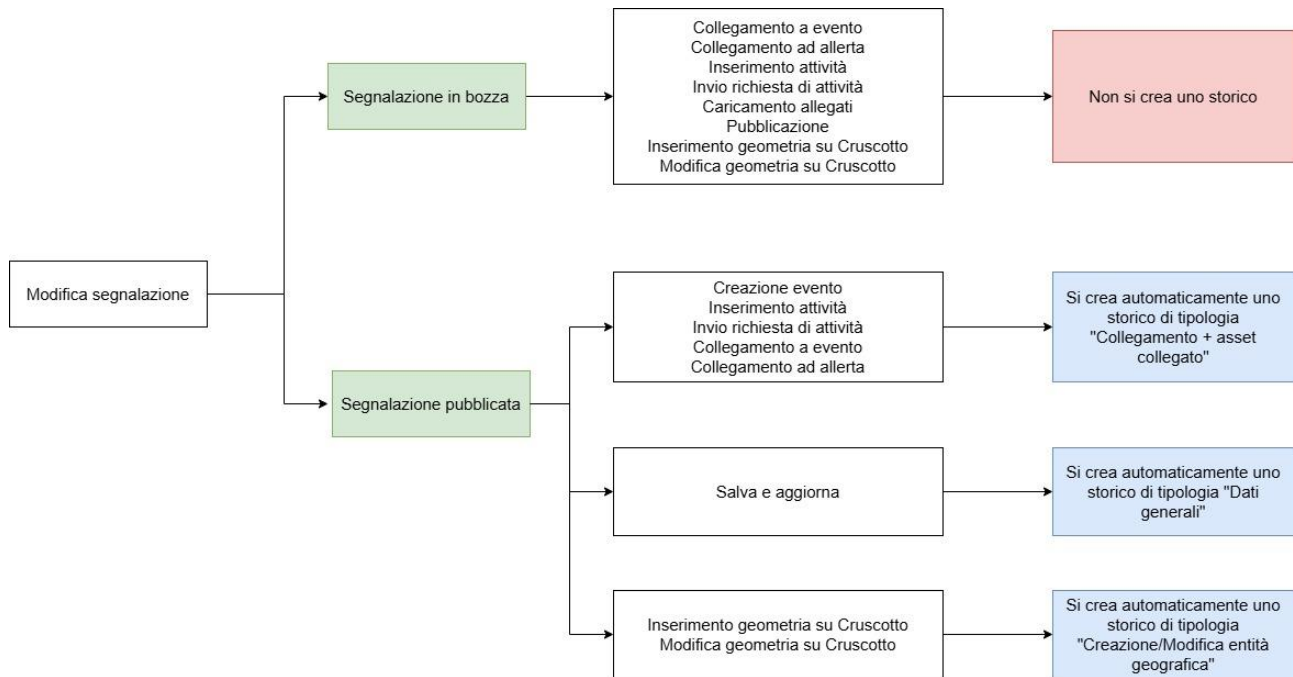 Modifica segnalazione
Segnalazione in bozza
Collegamento a evento
Collegamento ad allerta
Inserimento attività
Invio richiesta di attività
Caricamento allegati
Pubblicazione
Inserimento geometria su Cruscotto
Modifica geometria su Cruscotto
Non si crea uno storico
Segnalazione pubblicata
Creazione evento
Inserimento attività
Invio richiesta di attività
Collegamento a evento
Collegamento ad allerta
Si crea automaticamente uno
storico di tipologia
"Collegamento + asset
collegato"
Salva e aggiorna
Si crea automaticamente uno
storico di tipologia "Dati
generali"
Inserimento geometria su Cruscotto
Modifica geometria su Cruscotto
Si crea automaticamente uno
storico di tipologia
"Creazione/Modifica entità
geografica"